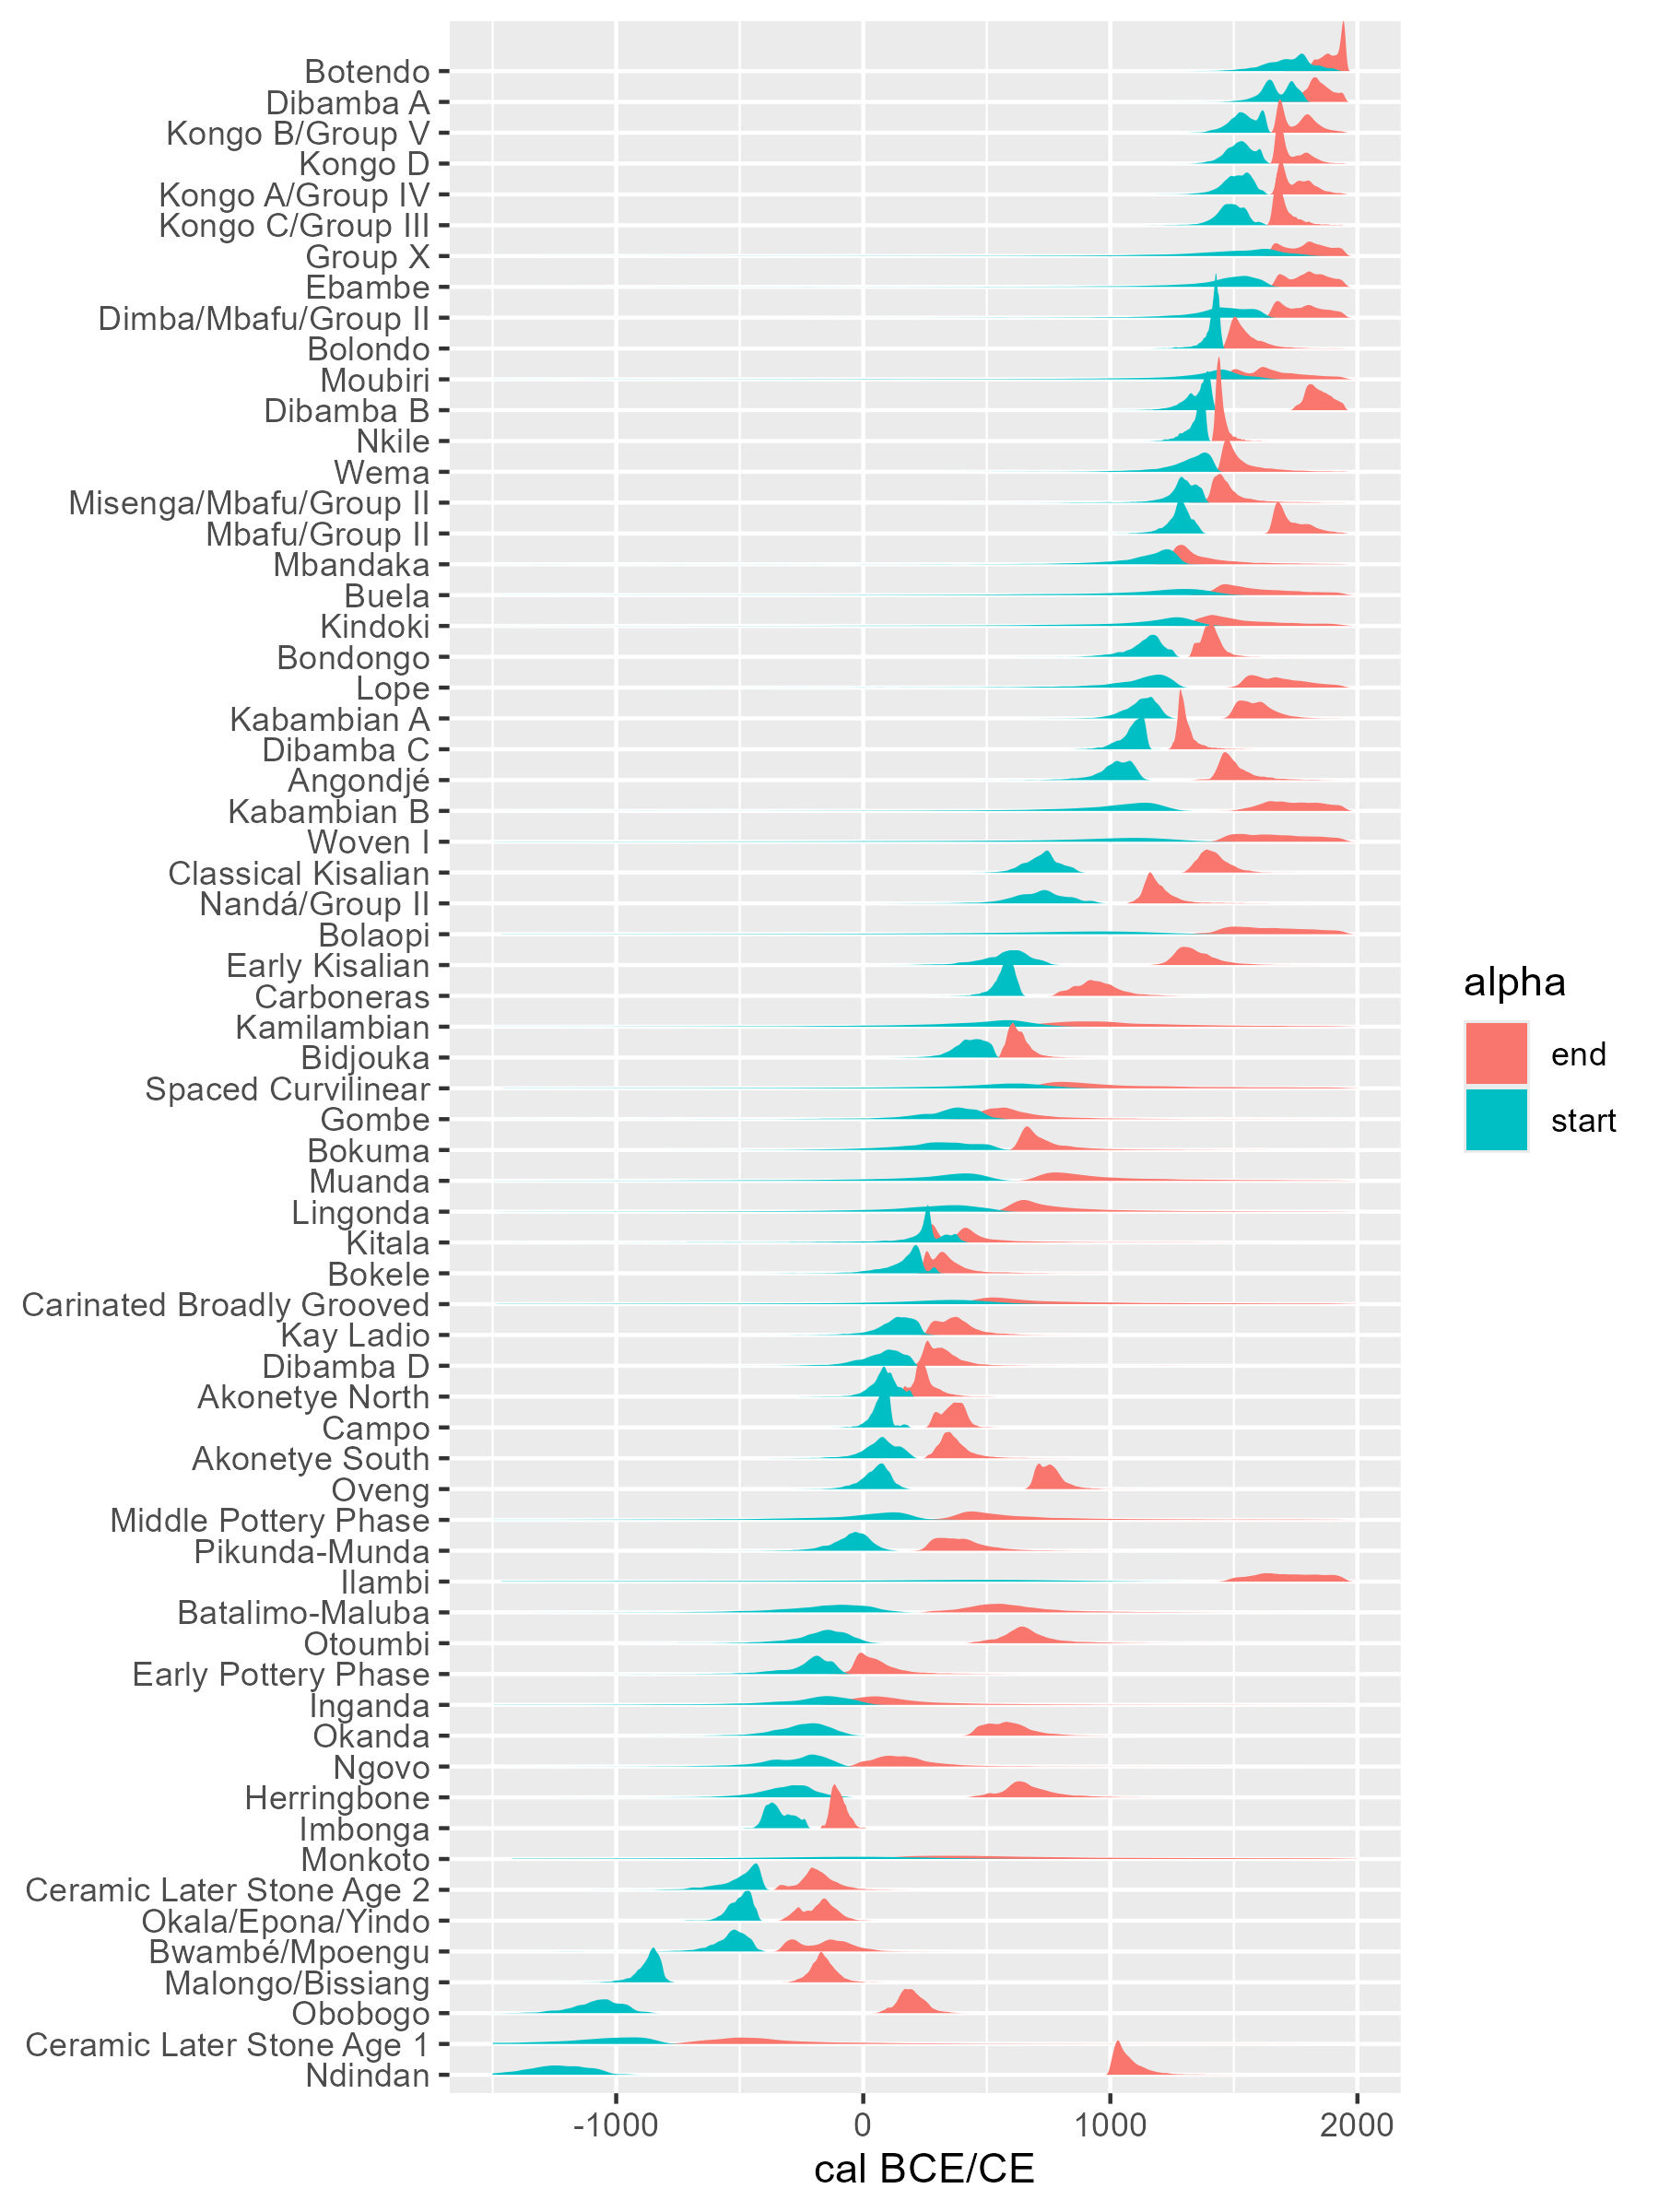 Botendo
Dibamba A
Kongo B/Group V
Kongo D
Kongo A/Group IV
Kongo C/Group III
Group X
Ebambe
Dimba/Mbafu/Group II
Bolondo
Moubiri
Dibamba B
Nkile
Wema
Misenga/Mbafu/Group II
Mbafu/Group II
Mbandaka
Buela
Kindoki
Bondongo
Lope
Kabambian A
Dibamba C
Angondjé
Kabambian B
Woven I
Classical Kisalian
Nandá/Group II
Bolaopi
Early Kisalian
Carboneras
Kamilambian
Bidjouka
Spaced Curvilinear
Gombe
Bokuma
Muanda
Lingonda
Kitala
Bokele
Carinated Broadly Grooved
Kay Ladio
Dibamba D
Akonetye North
Campo
Akonetye South
Oveng
Middle Pottery Phase
Pikunda-Munda
Ilambi
Batalimo-Maluba
Otoumbi
Early Pottery Phase
Inganda
Okanda
Ngovo
Herringbone
Imbonga
Monkoto
Ceramic Later Stone Age 2
Okala/Epona/Yindo
Bwambé/Mpoengu
Malongo/Bissiang
Obobogo
Ceramic Later Stone Age 1
Ndindan
-1000 0 1000 2000
cal BCE/CE
alpha
end
start